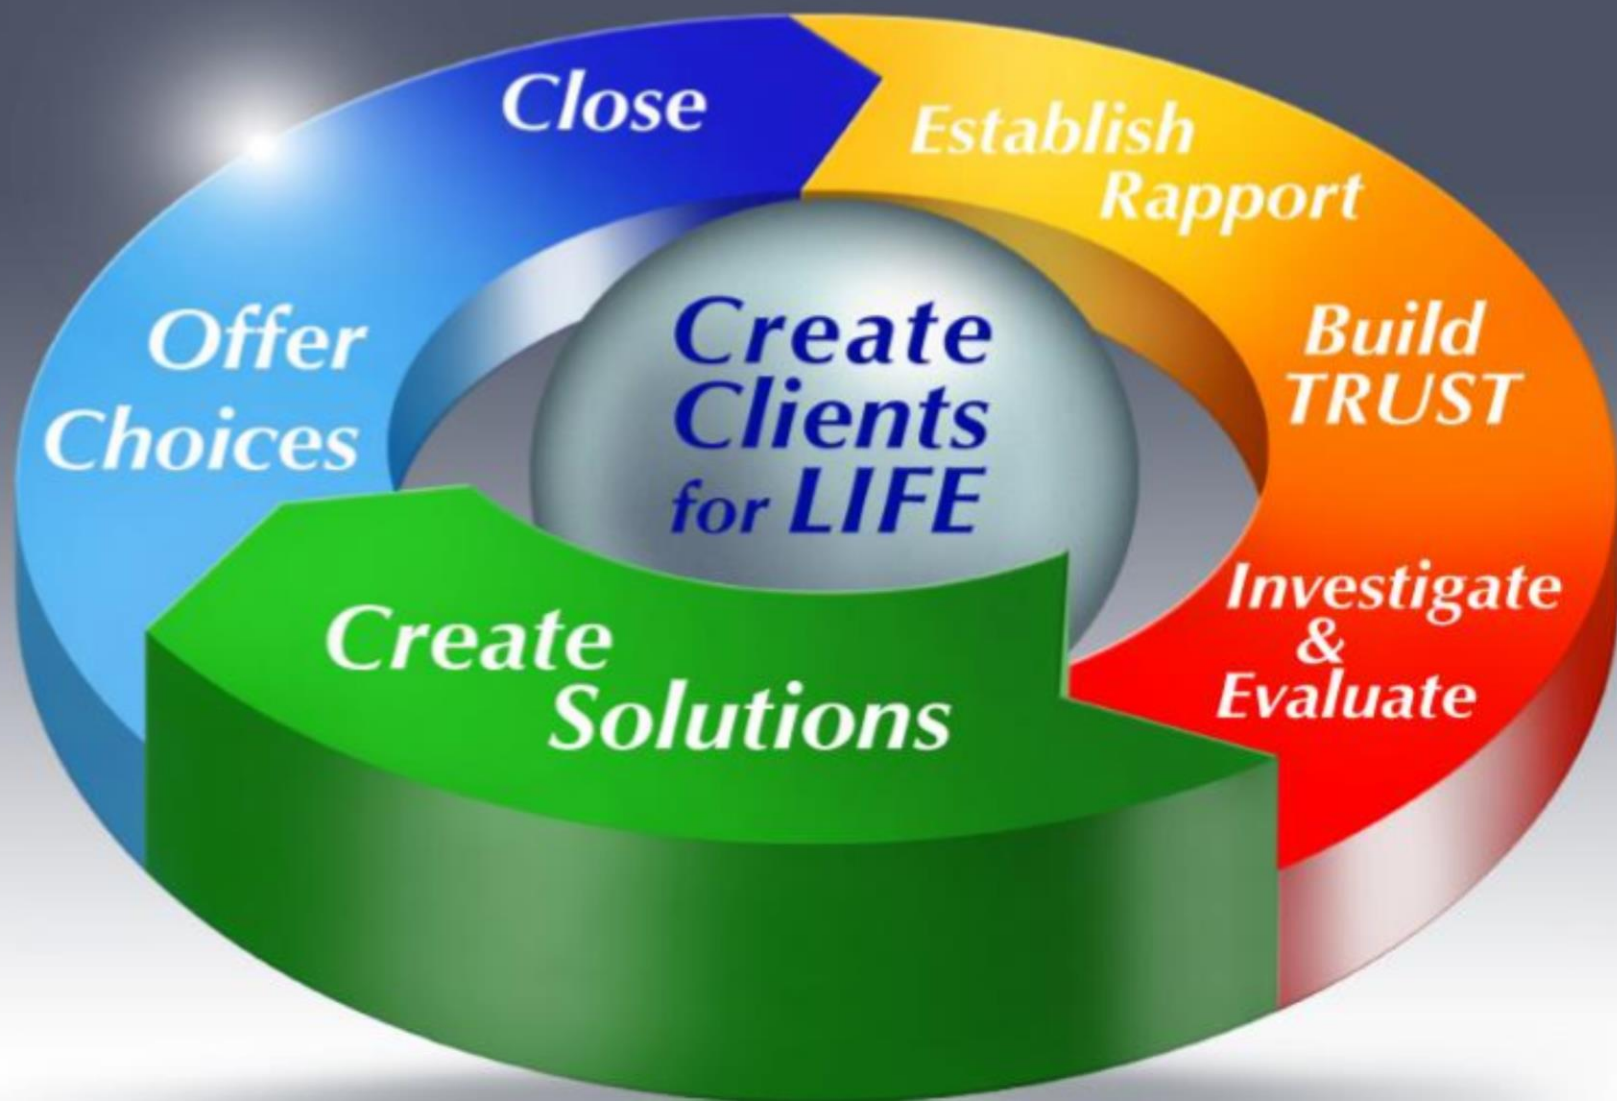 Close
Establish
Rapport
Build
TRUST
Investigate
&
Evaluate
Create
Solutions
Offer
Choices
Create
Clients
for LIFE